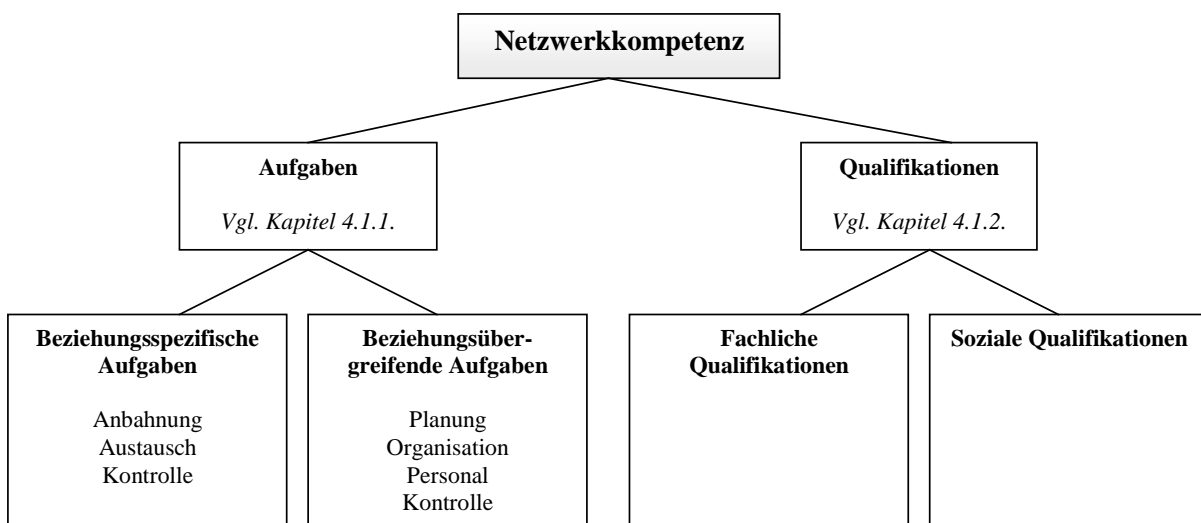 Netzwerkkompetenz
Aufgaben
Vgl. Kapitel 4.1.1.
Qualifikationen
Vgl. Kapitel 4.1.2.
Beziehungsspezifische
Aufgaben
Anbahnung
Austausch
Kontrolle
Beziehungsüber-
greifende Aufgaben
Planung
Organisation
Personal
Kontrolle
Fachliche
Qualifikationen
Soziale Qualifikationen